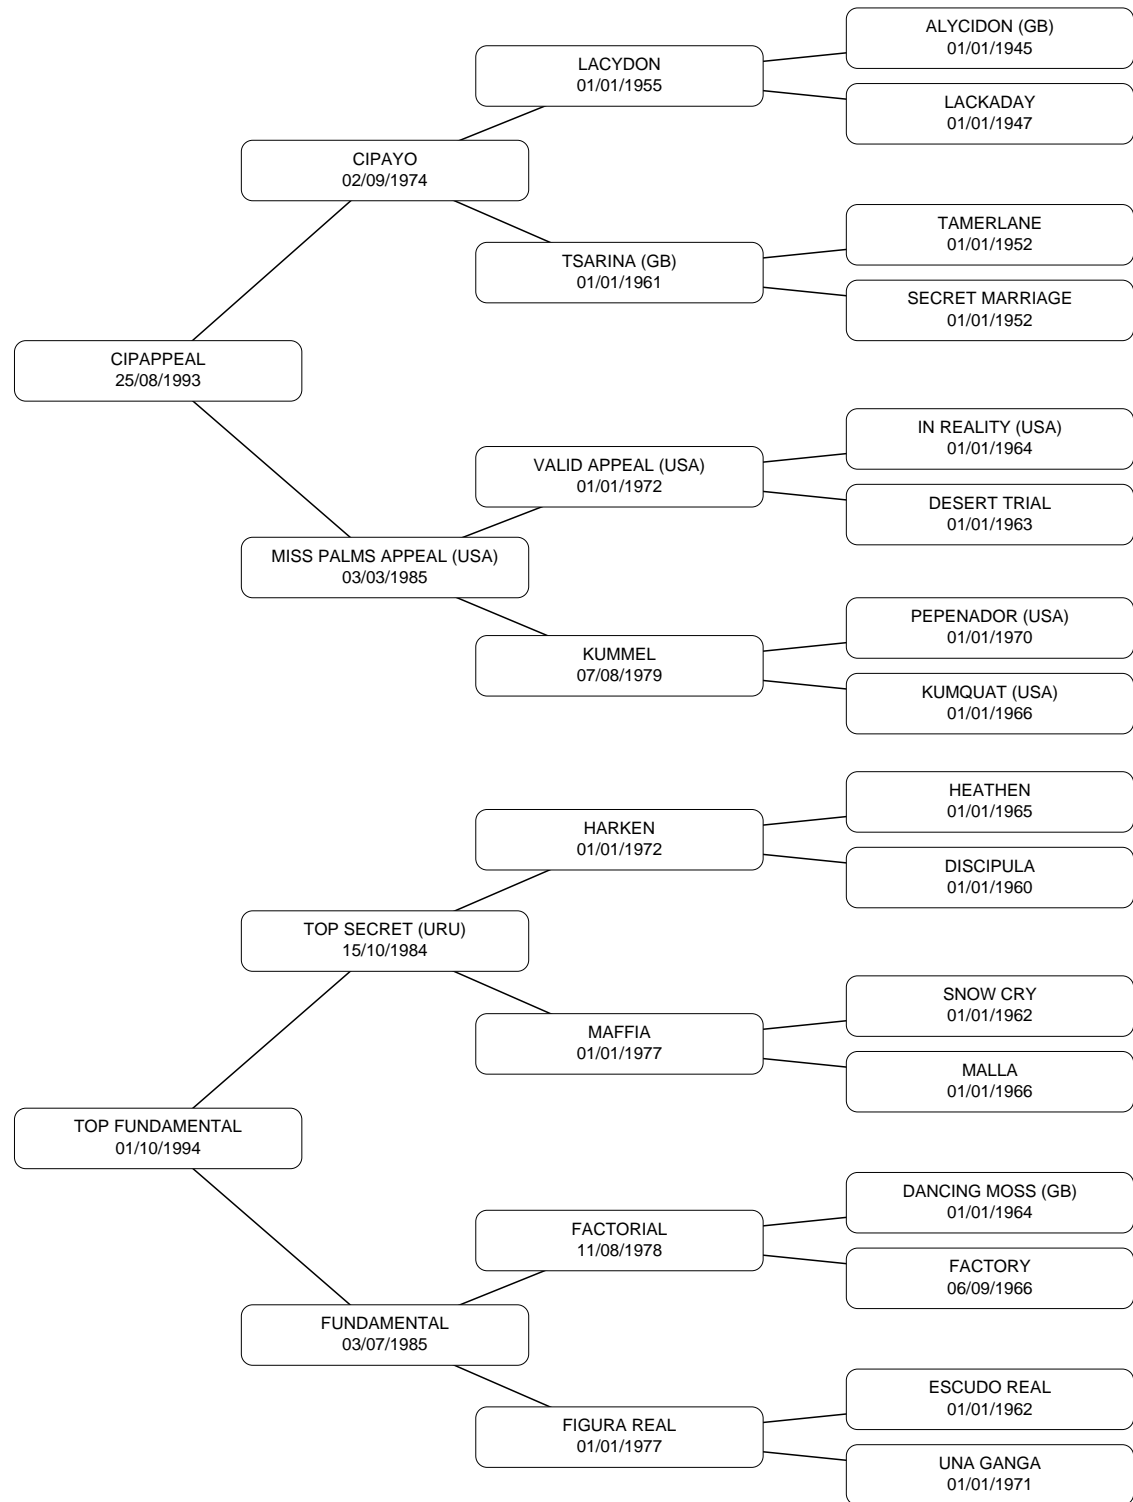 ALYCIDON (GB)
01/01/1945
LACYDON
01/01/1955
LACKADAY
01/01/1947
CIPAYO
02/09/1974
TAMERLANE
01/01/1952
TSARINA (GB)
01/01/1961
SECRET MARRIAGE
01/01/1952
CIPAPPEAL
25/08/1993
IN REALITY (USA)
01/01/1964
VALID APPEAL (USA)
01/01/1972
DESERT TRIAL
01/01/1963
MISS PALMS APPEAL (USA)
03/03/1985
PEPENADOR (USA)
01/01/1970
KUMMEL
07/08/1979
KUMQUAT (USA)
01/01/1966
HEATHEN
01/01/1965
HARKEN
01/01/1972
DISCIPULA
01/01/1960
TOP SECRET (URU)
15/10/1984
SNOW CRY
01/01/1962
MAFFIA
01/01/1977
MALLA
01/01/1966
TOP FUNDAMENTAL
01/10/1994
DANCING MOSS (GB)
01/01/1964
FACTORIAL
11/08/1978
FACTORY
06/09/1966
FUNDAMENTAL
03/07/1985
ESCUDO REAL
01/01/1962
FIGURA REAL
01/01/1977
UNA GANGA
01/01/1971